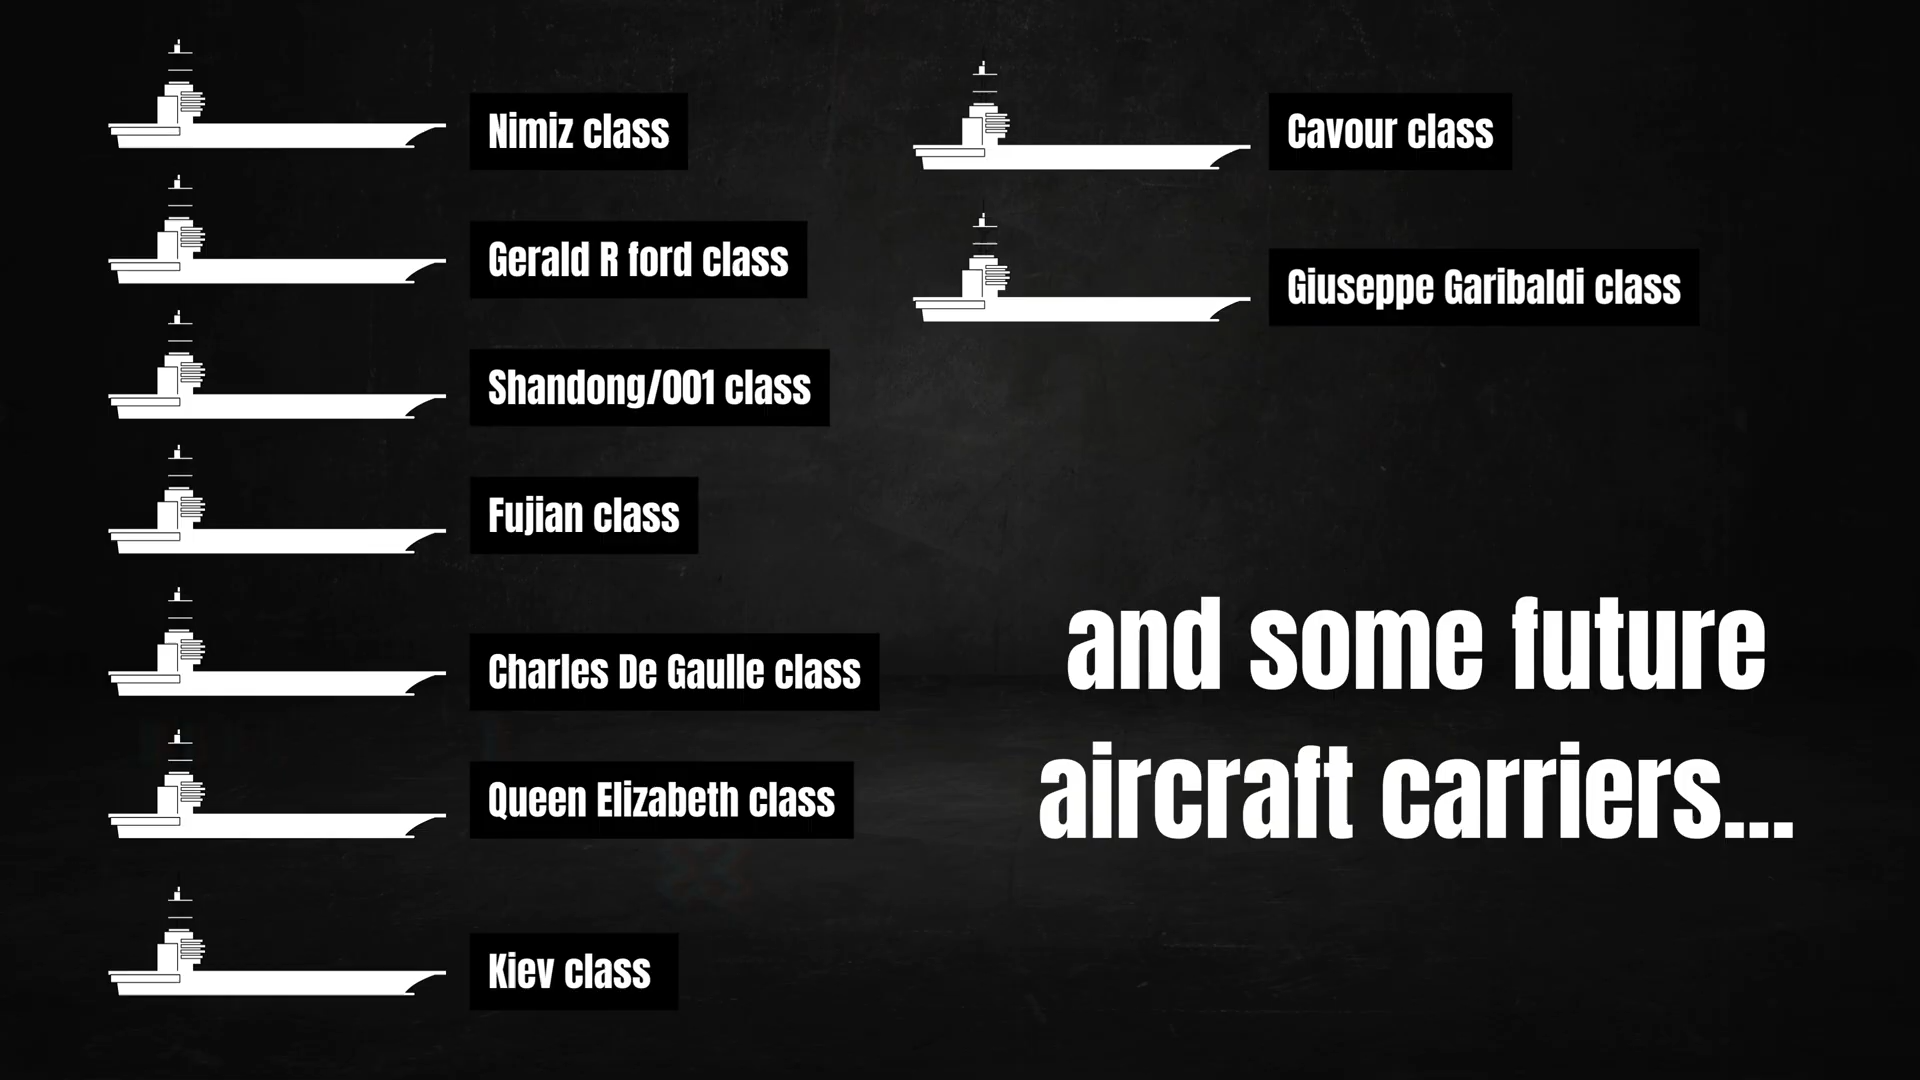 Nimiz class
Gerald R ford class
Shandong/001 class
Fujian class
Charles De Gaulle class
Queen Elizabeth class
Kiev class
Cavour class
Giuseppe Garibaldi class
and some future
aircraft carriers...